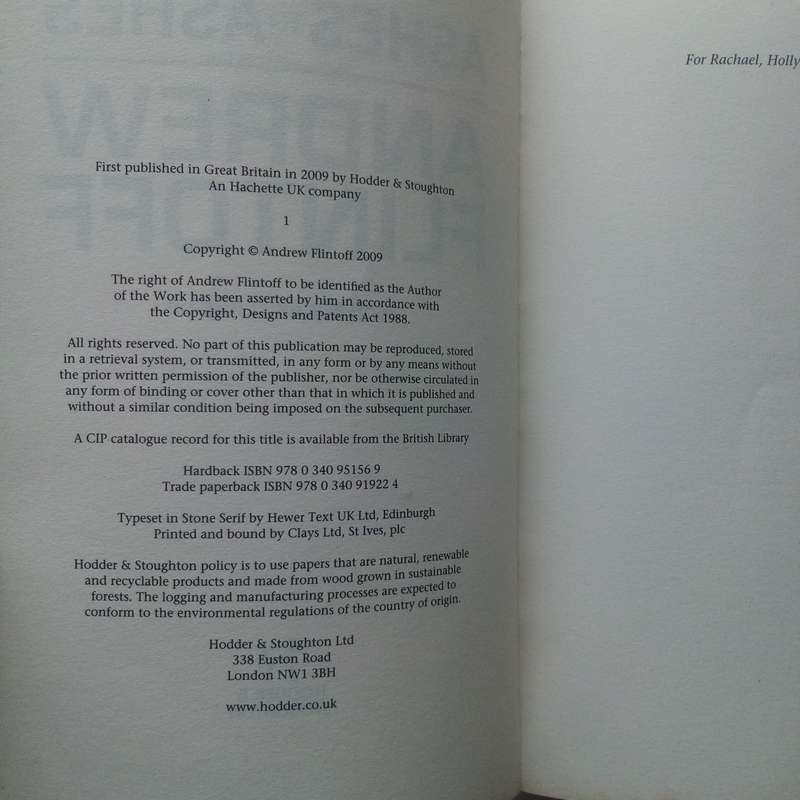 First published in Great Britain in 2009 by Hodder & Stoughton
An Hachette UK company
1
Copyright © Andrew Flintoff 2009
The right of Andrew Flintoff to be identified as the Author
of the Work has been asserted by him in accordance with
the Copyright, Designs and Patents Act 1988.
All rights reserved. No part of this publication may be reproduced, stored
in a retrieval system, or transmitted, in any form or by any means without
the prior written permission of the publisher, nor be otherwise circulated in
any form of binding or cover other than that in which it is published and
without a similar condition being imposed on the subsequent purchaser.
A CIP catalogue record for this title is available from the British Library
Hardback ISBN 978 0 340 95156 9
Trade paperback ISBN 978 0 340 91922 4
Typeset in Stone Serif by Hewer Text UK Ltd, Edinburgh
Printed and bound by Clays Ltd, St Ives, plc
Hodder & Stoughton policy is to use papers that are natural, renewable
and recyclable products and made from wood grown in sustainable
forests. The logging and manufacturing processes are expected to
conform to the environmental regulations of the country of origin.
Hodder & Stoughton Ltd
338 Euston Road
London NW1 3BH
www.hodder.co.uk
For Rachael, Holly